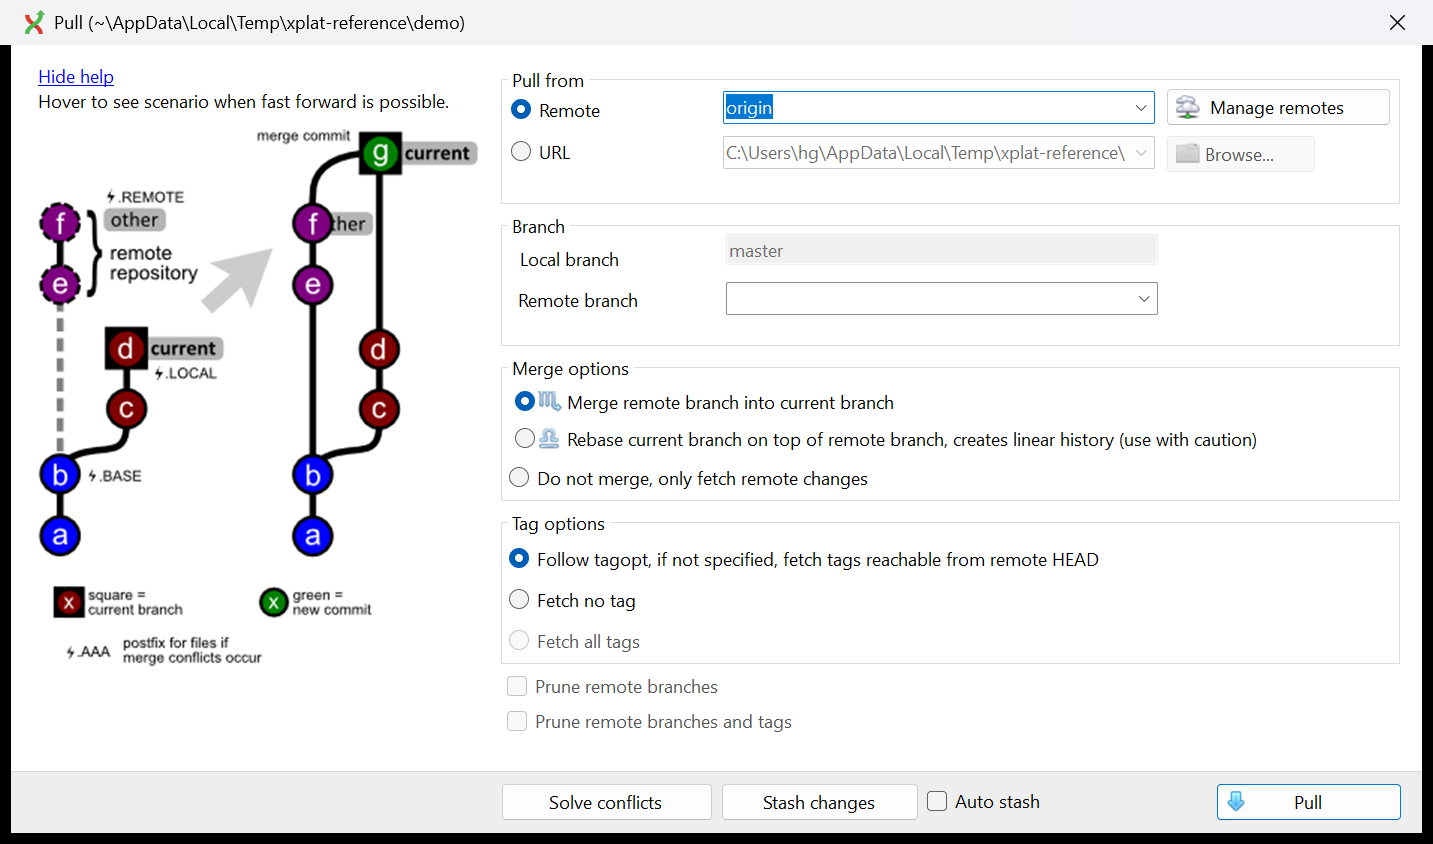 Pull (~\AppData\Local\Temp\xplat-reference\demo)
Hide help
Hover to see scenario when fast forward is possible.
merge commit
g
current
.REMOTE
f
other
remote
repository
e
f
ther
e
d
current
.LOCAL
c
d
c
b
.BASE
a
b
a
x
square =
current branch
x
green =
new commit
.AAA
postfix for files if
merge conflicts occur
Pull from
Remote
origin
Manage remotes
URL
C:\Users\hg\AppData\Local\Temp\xplat-reference\
Browse...
Branch
Local branch
master
Remote branch
Merge options
Merge remote branch into current branch
Rebase current branch on top of remote branch, creates linear history (use with caution)
Do not merge, only fetch remote changes
Tag options
Follow tagopt, if not specified, fetch tags reachable from remote HEAD
Fetch no tag
Fetch all tags
Prune remote branches
Prune remote branches and tags
Solve conflicts
Stash changes
Auto stash
Pull